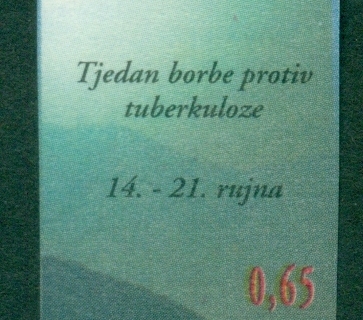 Tjedan borbe protiv
tuberkuloze
14. - 21. rujna
0,65